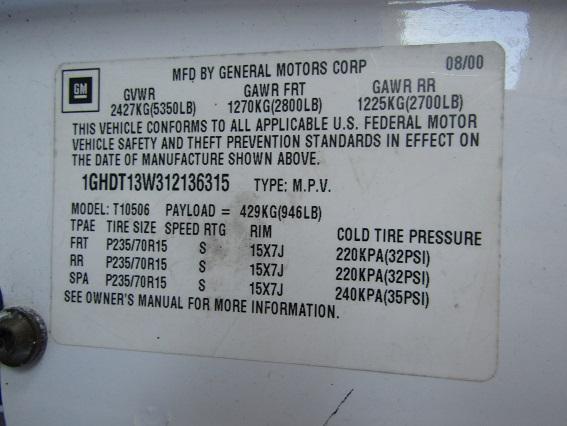 MFD BY GENERAL MOTORS CORP 08/00
GM
GVWR GAWR FRT GAWR RR
2427KG(5350LB) 1270KG(2800LB) 1225KG(2700LB)
THIS VEHICLE CONFORMS TO ALL APPLICABLE U.S. FEDERAL MOTOR
VEHICLE SAFETY AND THEFT PREVENTION STANDARDS IN EFFECT ON
THE DATE OF MANUFACTURE SHOWN ABOVE.
1GHDT13W312136315 TYPE: M.P.V.
MODEL: T10506 PAYLOAD = 429KG(946LB)
TPAE TIRE SIZE SPEED RTG RIM COLD TIRE PRESSURE
FRT P235/70R15 S 15X7J 220KPA(32PSI)
RR P235/70R15 S 15X7J 220KPA(32PSI)
SPA P235/70R15 S 15X7J 240KPA(35PSI)
SEE OWNER'S MANUAL FOR MORE INFORMATION.